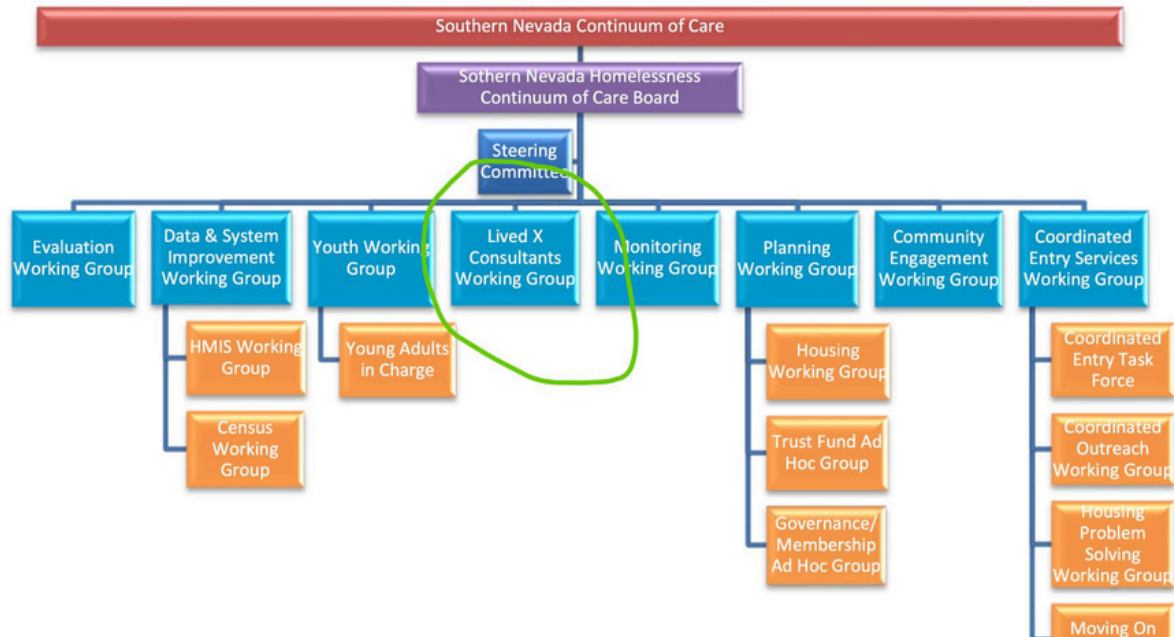 Southern Nevada Continuum of Care
Sothern Nevada Homelessness
Continuum of Care Board
Steering
Committee
Evaluation
Working Group
Data & System
Improvement
Working Group
Youth Working
Group
Lived X
Consultants
Working Group
Monitoring
Working Group
Planning
Working Group
Community
Engagement
Working Group
Coordinated
Entry Services
Working Group
HMIS Working
Group
Census
Working
Group
Young Adults
in Charge
Housing
Working Group
Trust Fund Ad
Hoc Group
Governance/
Membership
Ad Hoc Group
Coordinated
Entry Task
Force
Coordinated
Outreach
Working Group
Housing
Problem
Solving
Working Group
Moving On